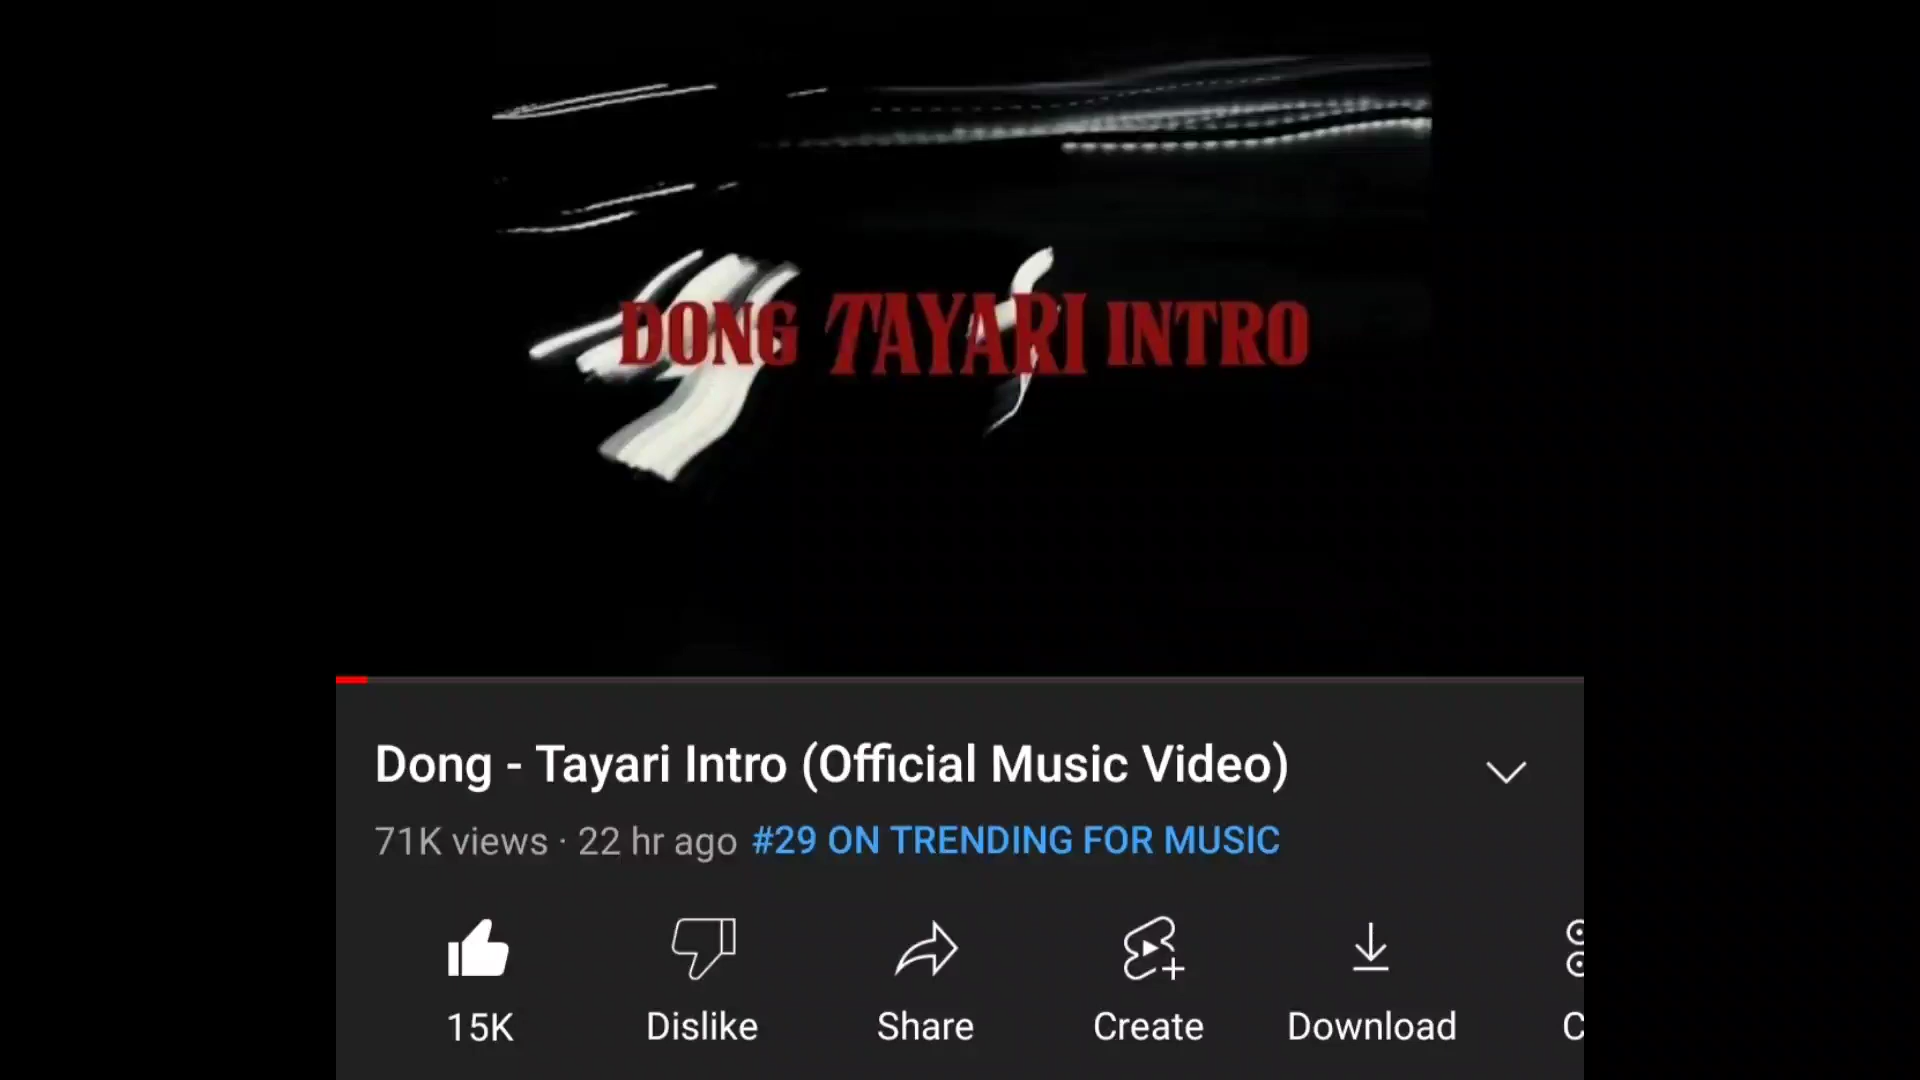 DONG TAYARI INTRO
Dong - Tayari Intro (Official Music Video)
71K views · 22 hr ago #29 ON TRENDING FOR MUSIC
15K Dislike Share Create Download